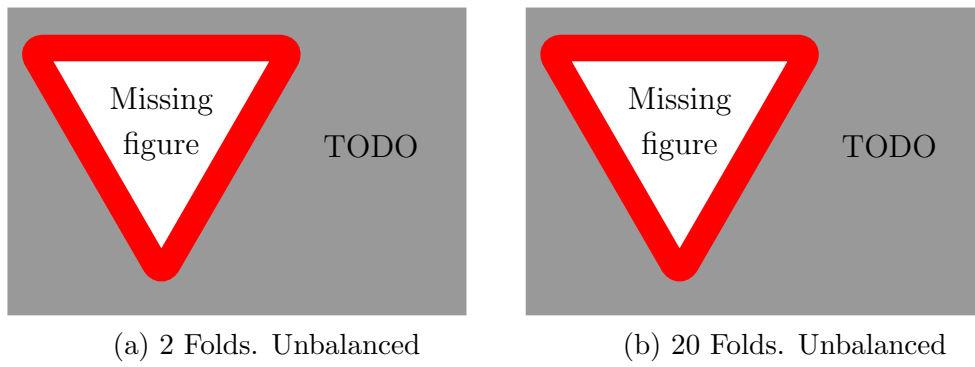 Missing
figure
TODO
(a) 2 Folds. Unbalanced
Missing
figure
TODO
(b) 20 Folds. Unbalanced